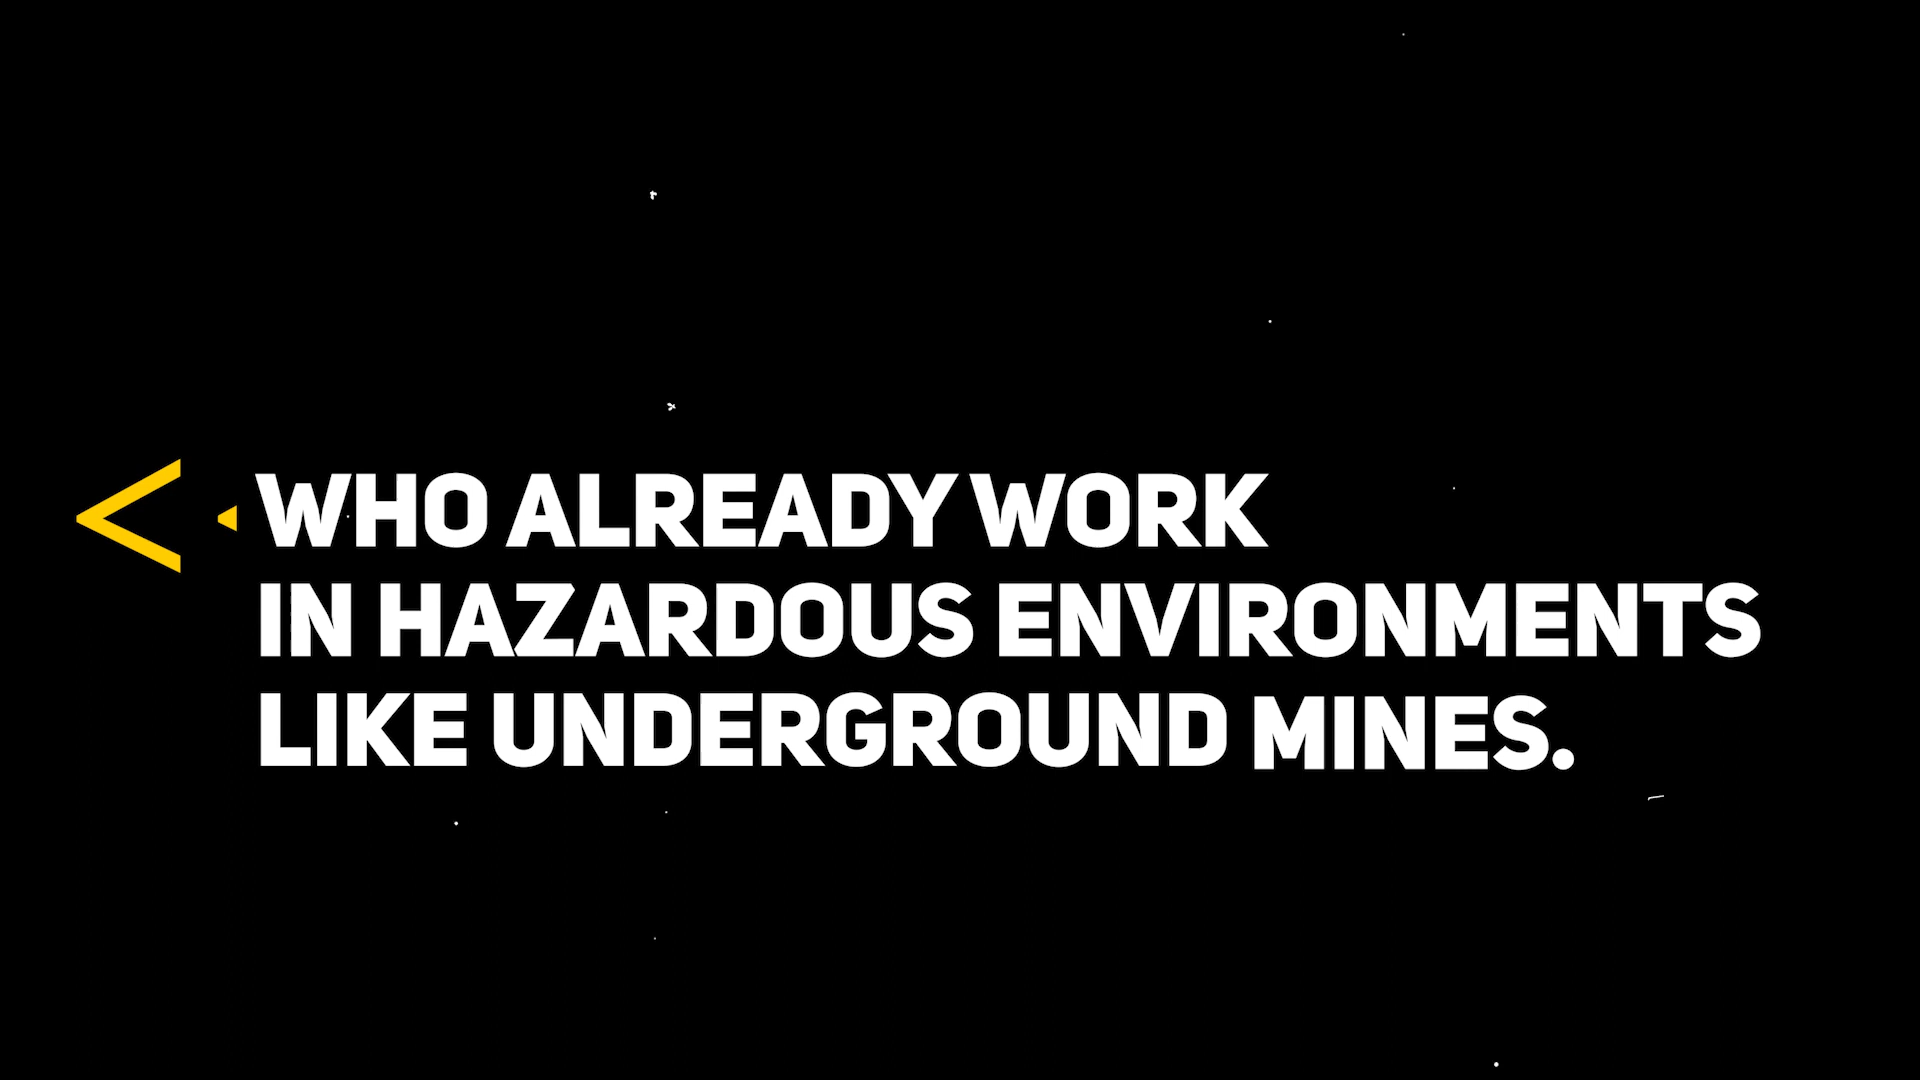 WHO ALREADY WORK
IN HAZARDOUS ENVIRONMENTS
LIKE UNDERGROUND MINES.